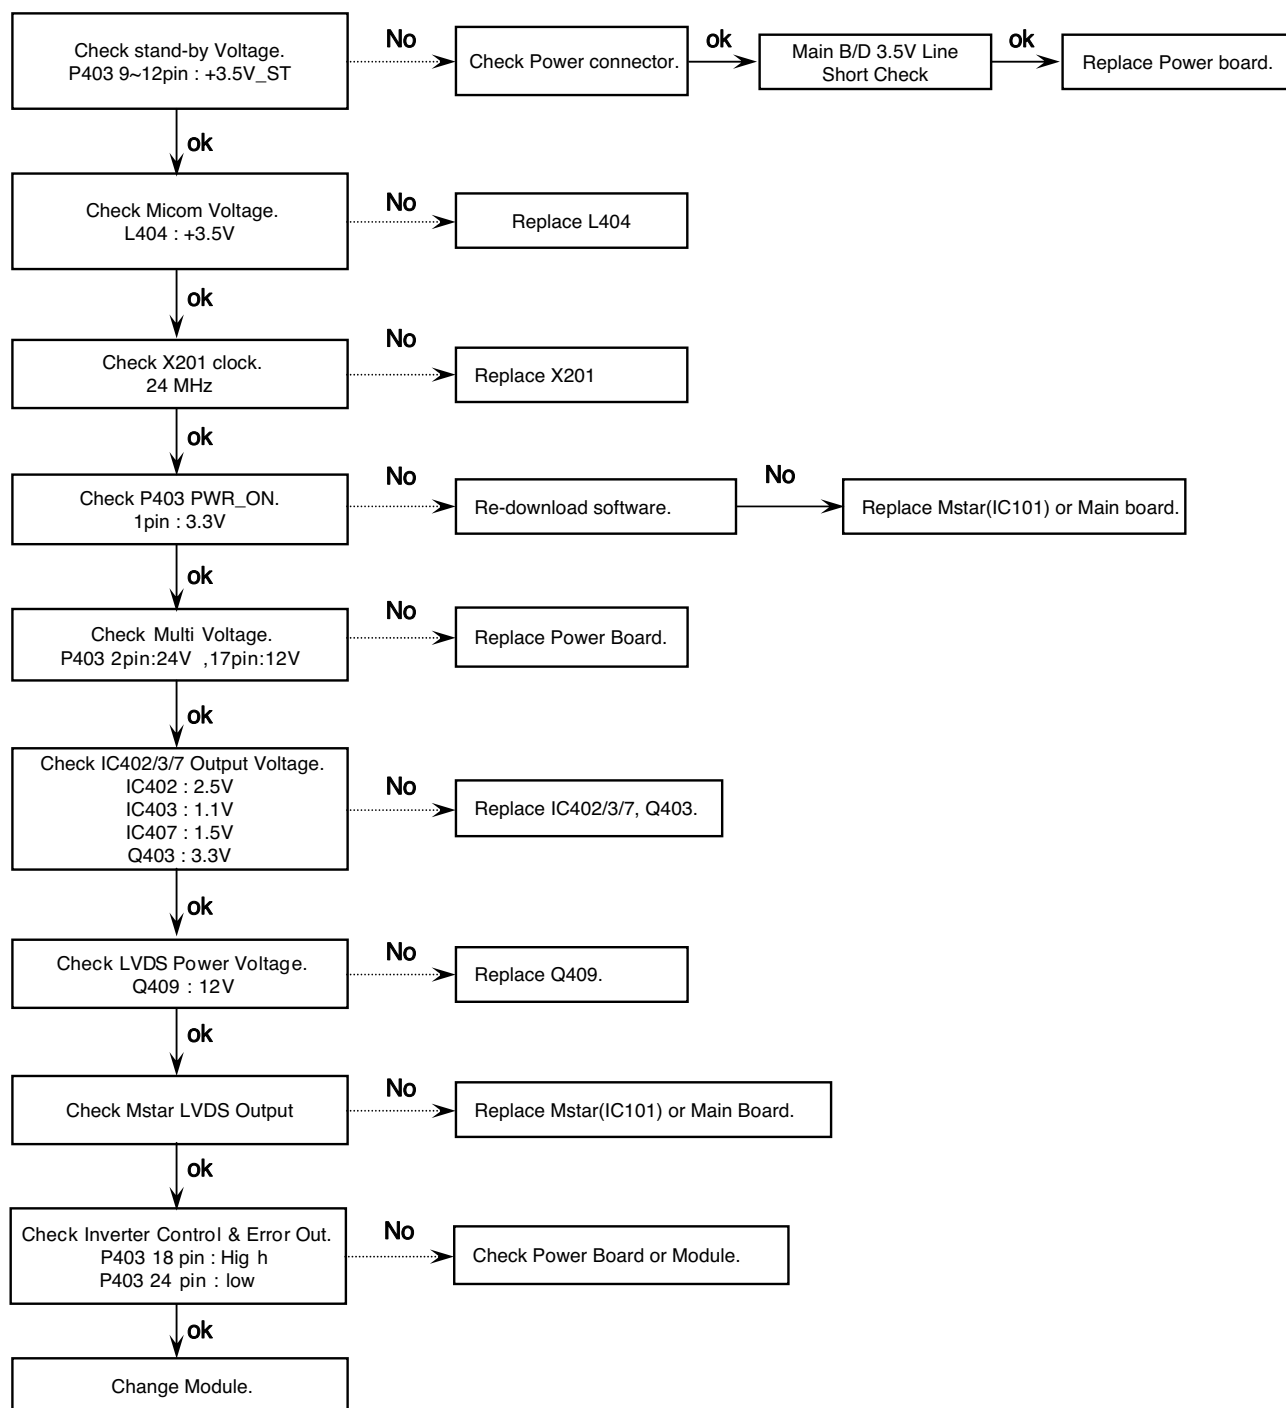 Check stand-by Voltage.
P403 9~12pin : +3.5V_ST
No
Check Power connector.
ok
Main B/D 3.5V Line
Short Check
ok
Replace Power board.
ok
Check Micom Voltage.
L404 : +3.5V
No
Replace L404
ok
Check X201 clock.
24 MHz
No
Replace X201
ok
Check P403 PWR_ON.
1pin : 3.3V
No
Re-download software.
No
Replace Mstar(IC101) or Main board.
ok
Check Multi Voltage.
P403 2pin:24V ,17pin:12V
No
Replace Power Board.
ok
Check IC402/3/7 Output Voltage.
IC402 : 2.5V
IC403 : 1.1V
IC407 : 1.5V
Q403 : 3.3V
No
Replace IC402/3/7, Q403.
ok
Check LVDS Power Voltage.
Q409 : 12V
No
Replace Q409.
ok
Check Mstar LVDS Output
No
Replace Mstar(IC101) or Main Board.
ok
Check Inverter Control & Error Out.
P403 18 pin : Hig h
P403 24 pin : low
No
Check Power Board or Module.
ok
Change Module.